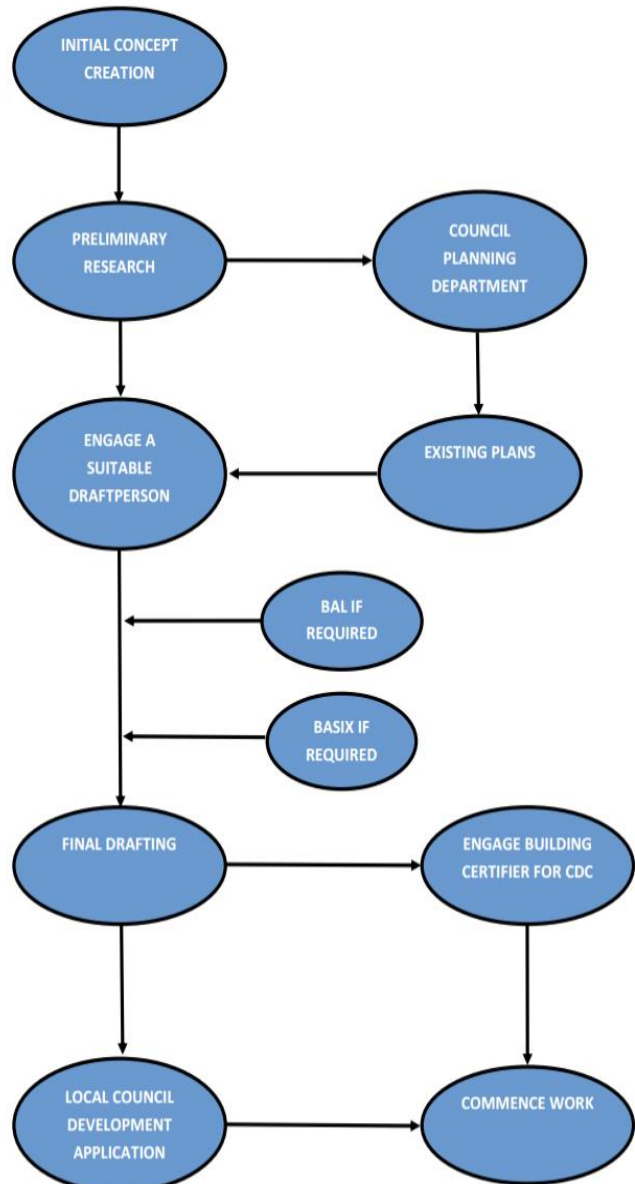 INITIAL CONCEPT
CREATION
PRELIMINARY
RESEARCH
COUNCIL
PLANNING
DEPARTMENT
ENGAGE A
SUITABLE
DRAFTPERSON
EXISTING PLANS
BAL IF
REQUIRED
BASIX IF
REQUIRED
FINAL DRAFTING
ENGAGE BUILDING
CERTIFIER FOR CDC
LOCAL COUNCIL
DEVELOPMENT
APPLICATION
COMMENCE WORK